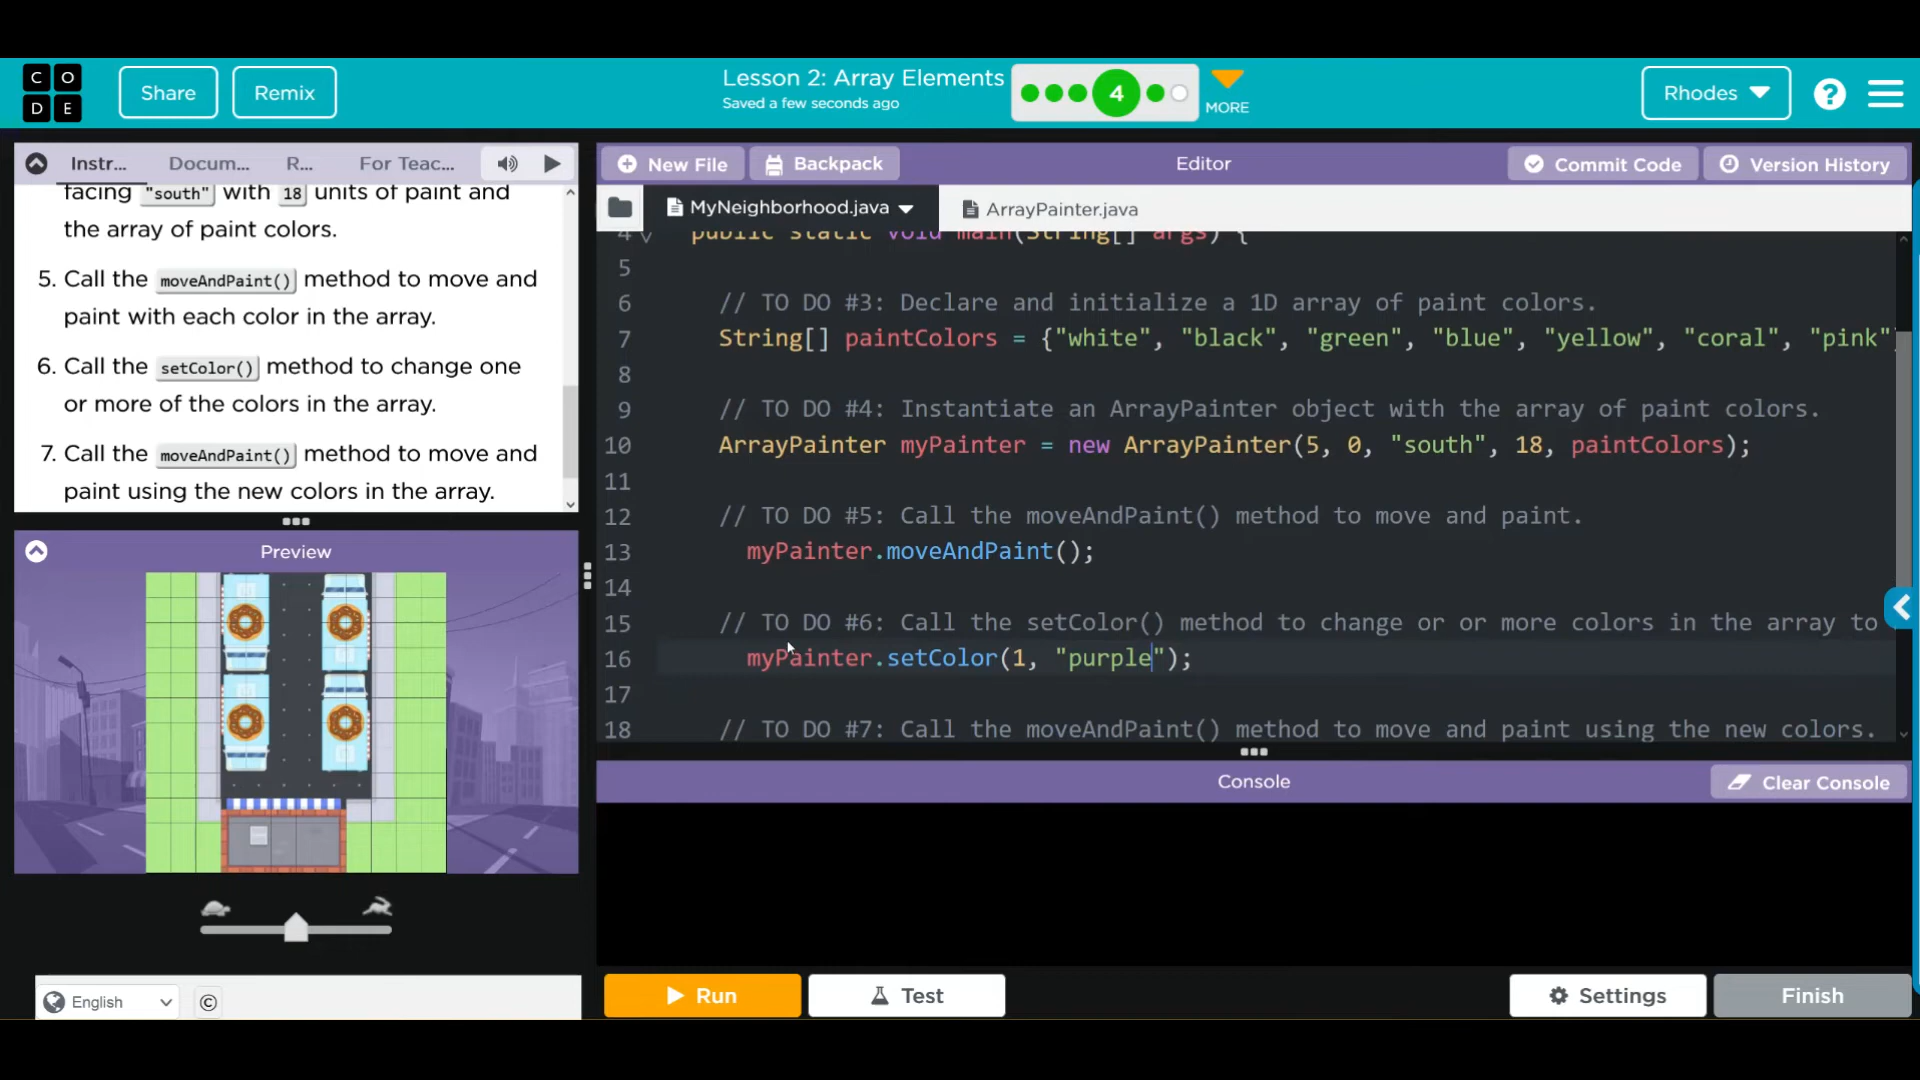 C O
D E
Share
Remix
Lesson 2: Array Elements
Saved a few seconds ago
4
MORE
Rhodes
?
Instr...
Docum...
R...
For Teac...
facing "south" with 18 units of paint and
the array of paint colors.
5. Call the moveAndPaint() method to move and
paint with each color in the array.
6. Call the setColor() method to change one
or more of the colors in the array.
7. Call the moveAndPaint() method to move and
paint using the new colors in the array.
Preview
English
©
New File
Backpack
Editor
Commit Code
Version History
MyNeighborhood.java
ArrayPainter.java
4 public static void main(String[] args) {
5
6 // TO DO #3: Declare and initialize a 1D array of paint colors.
7 String[] paintColors = {"white", "black", "green", "blue", "yellow", "coral", "pink"
8
9 // TO DO #4: Instantiate an ArrayPainter object with the array of paint colors.
10 ArrayPainter myPainter = new ArrayPainter(5, 0, "south", 18, paintColors);
11
12 // TO DO #5: Call the moveAndPaint() method to move and paint.
13 myPainter.moveAndPaint();
14
15 // TO DO #6: Call the setColor() method to change or or more colors in the array to
16 myPainter.setColor(1, "purple");
17
18 // TO DO #7: Call the moveAndPaint() method to move and paint using the new colors.
Console
Clear Console
Run
Test
Settings
Finish